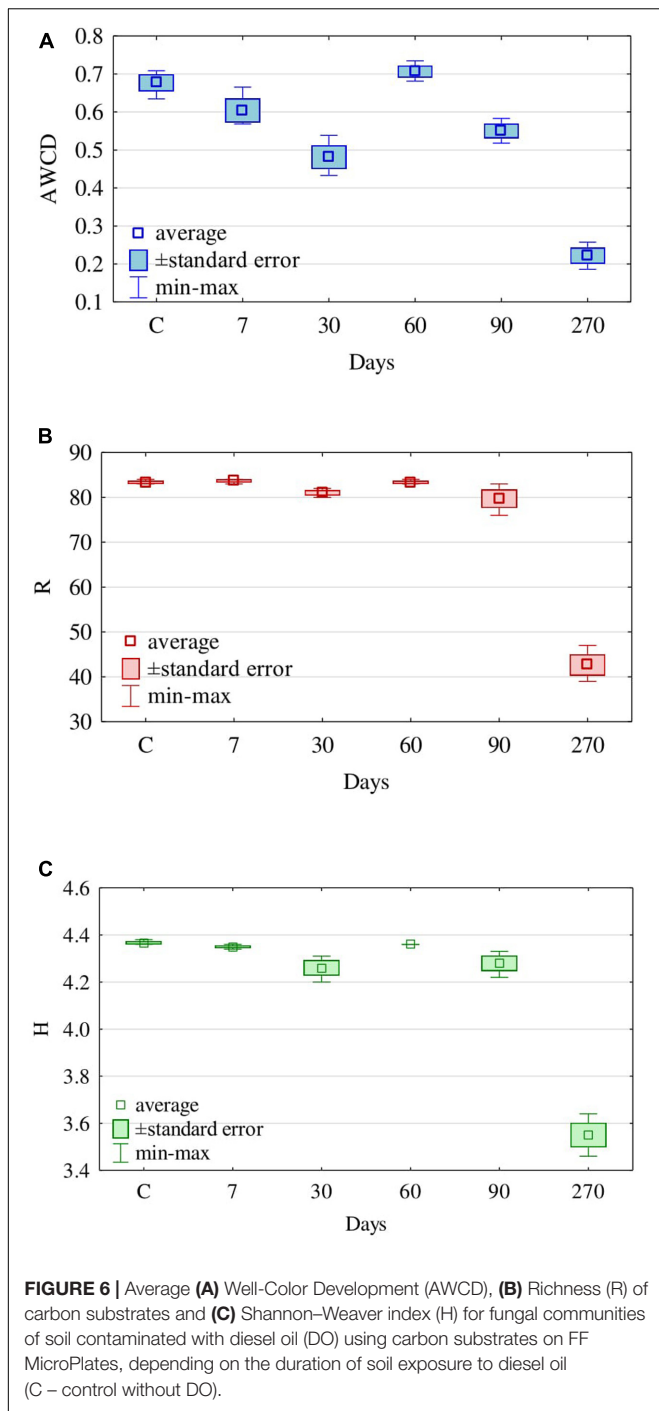 A
0.8
0.7
0.6
0.5
0.4
0.3
0.2
0.1
AWCD
average
±standard error
min-max
C 7 30 60 90 270
Days
B
90
80
70
60
50
40
30
R
average
±standard error
min-max
C 7 30 60 90 270
Days
C
4.6
4.4
4.2
4.0
3.8
3.6
3.4
H
average
±standard error
min-max
C 7 30 60 90 270
Days
FIGURE 6 | Average (A) Well-Color Development (AWCD), (B) Richness (R) of
carbon substrates and (C) Shannon–Weaver index (H) for fungal communities
of soil contaminated with diesel oil (DO) using carbon substrates on FF
MicroPlates, depending on the duration of soil exposure to diesel oil
(C – control without DO).